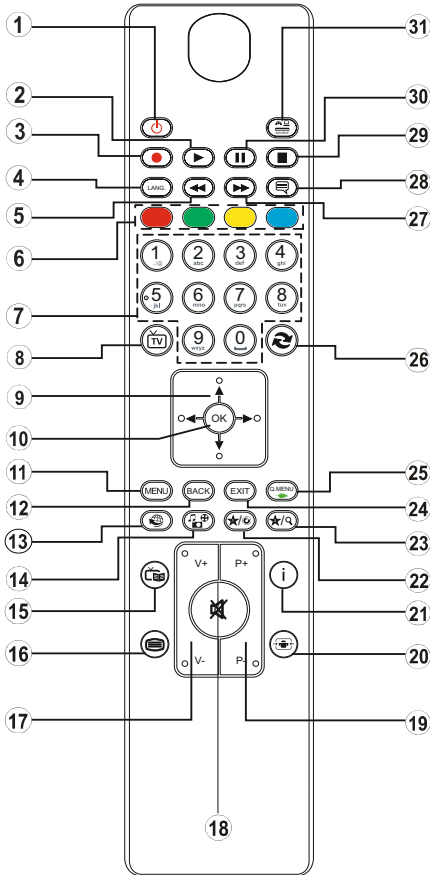 1
31
2
30
3
29
4
LANG.
28
5
27
6
1 2 3 4
.,/@ abc def ghi
5 6 7 8
jkl mno pqrs tuv
7
9 0
wxyz
8
TV
26
9
OK
10
11
MENU BACK EXIT Q.MENU
25
12
24
13
23
14
22
V+ P+
15
i
21
16
20
V- P-
17
19
18